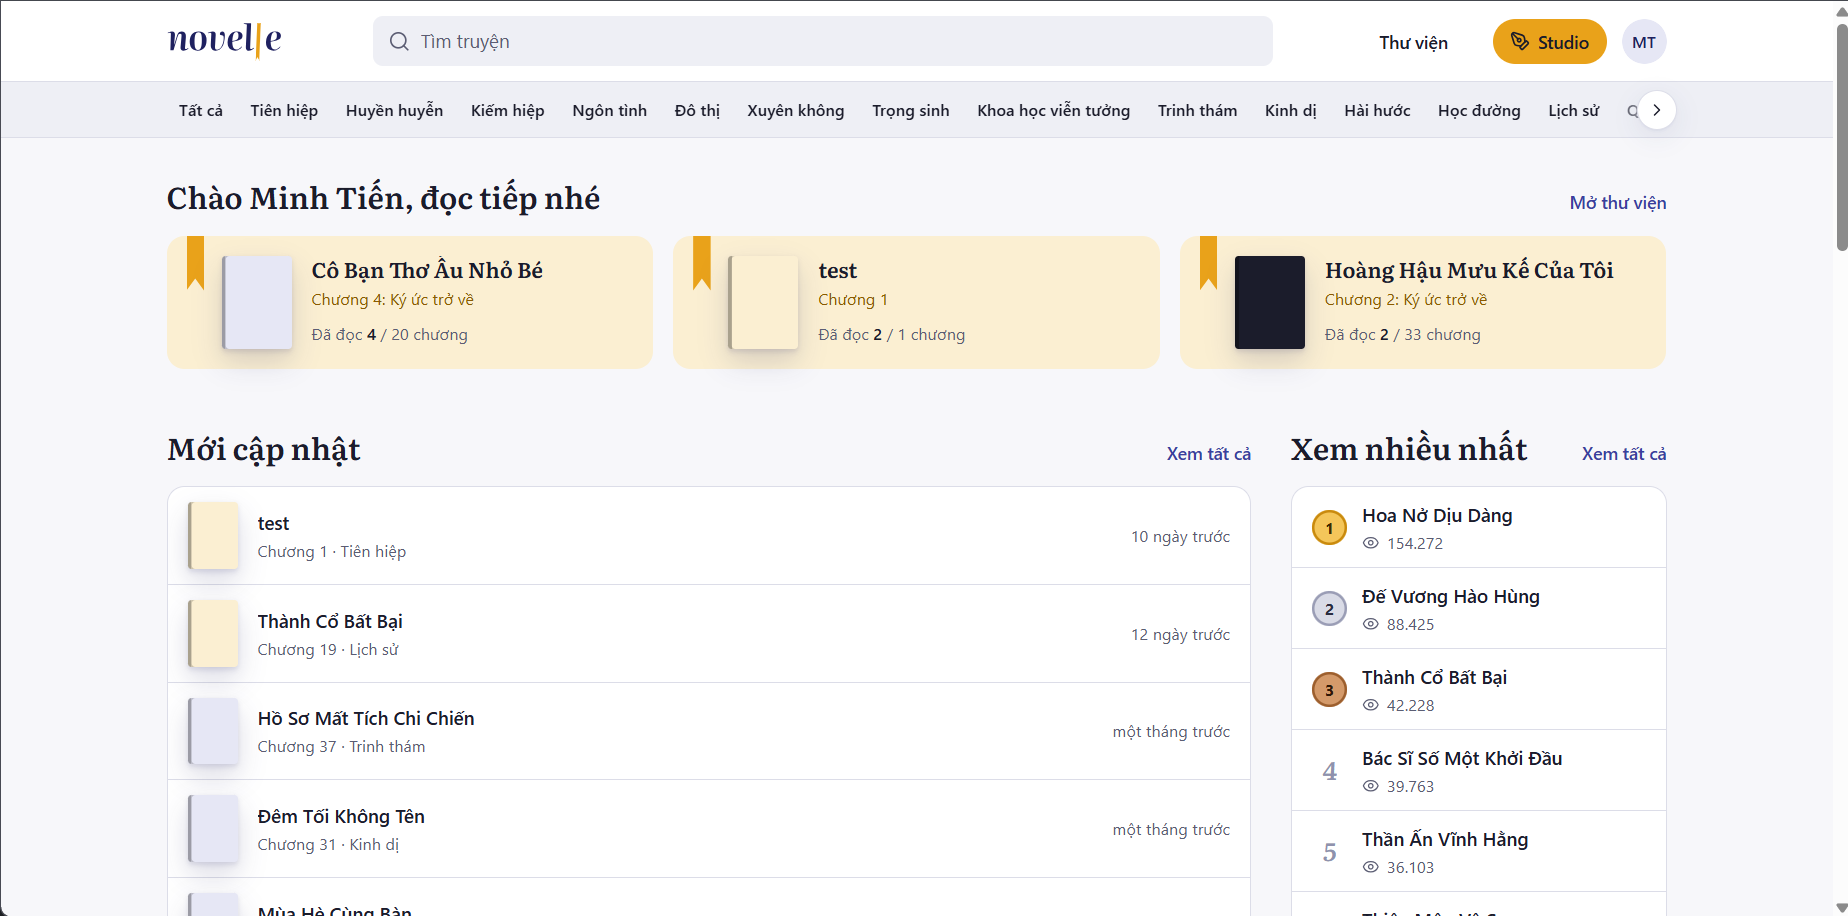 novelle
Tìm truyện
Thư viện
Studio
MT
Tất cả
Tiên hiệp
Huyền huyễn
Kiếm hiệp
Ngôn tình
Đô thị
Xuyên không
Trọng sinh
Khoa học viễn tưởng
Trinh thám
Kinh dị
Hài hước
Học đường
Lịch sử
Chào Minh Tiến, đọc tiếp nhé
Mở thư viện
Cô Bạn Thơ Ấu Nhỏ Bé
Chương 4: Ký ức trở về
Đã đọc 4 / 20 chương
test
Chương 1
Đã đọc 2 / 1 chương
Hoàng Hậu Mưu Kế Của Tôi
Chương 2: Ký ức trở về
Đã đọc 2 / 33 chương
Mới cập nhật
Xem tất cả
test
Chương 1 · Tiên hiệp
10 ngày trước
Thành Cổ Bất Bại
Chương 19 · Lịch sử
12 ngày trước
Hồ Sơ Mất Tích Chi Chiến
Chương 37 · Trinh thám
một tháng trước
Đêm Tối Không Tên
Chương 31 · Kinh dị
một tháng trước
Mùa Hè Cùng Bàn
Xem nhiều nhất
Xem tất cả
1
Hoa Nở Dịu Dàng
154.272
2
Đế Vương Hào Hùng
88.425
3
Thành Cổ Bất Bại
42.228
4
Bác Sĩ Số Một Khởi Đầu
39.763
5
Thần Ấn Vĩnh Hằng
36.103